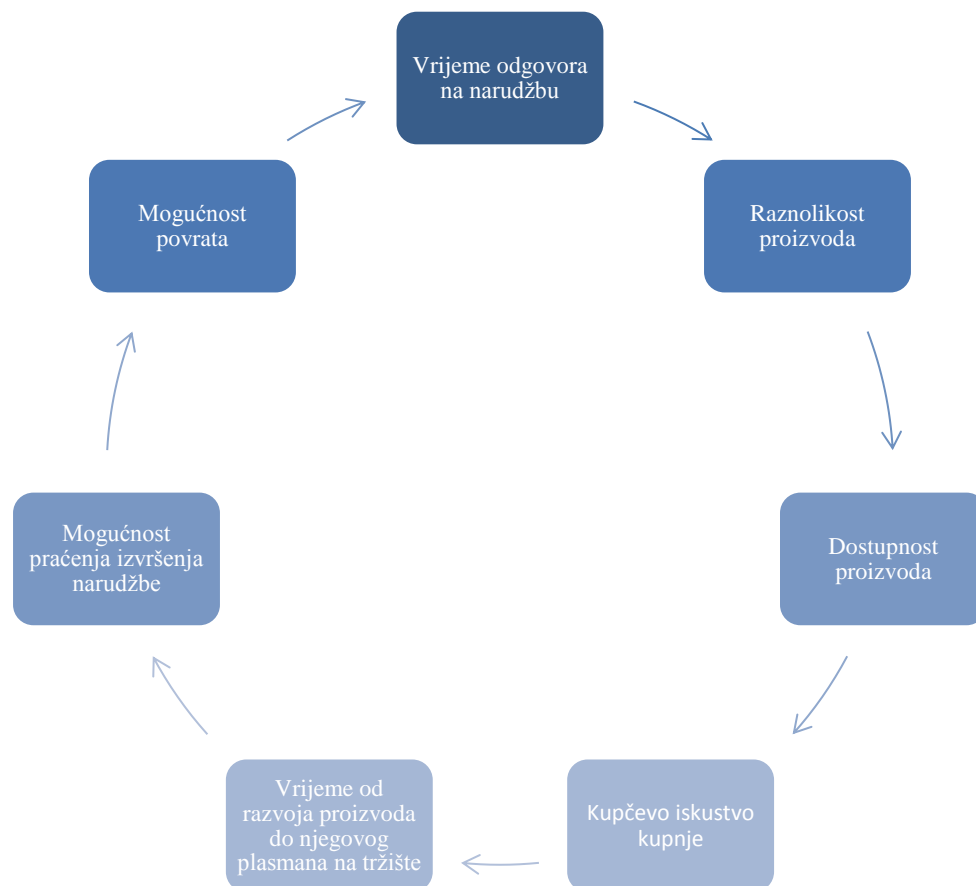 Vrijeme odgovora
na narudžbu
Raznolikost
proizvoda
Dostupnost
proizvoda
Kupčevo iskustvo
kupnje
Vrijeme od
razvoja proizvoda
do njegovog
plasmana na tržište
Mogućnost
praćenja izvršenja
narudžbe
Mogućnost
povrata